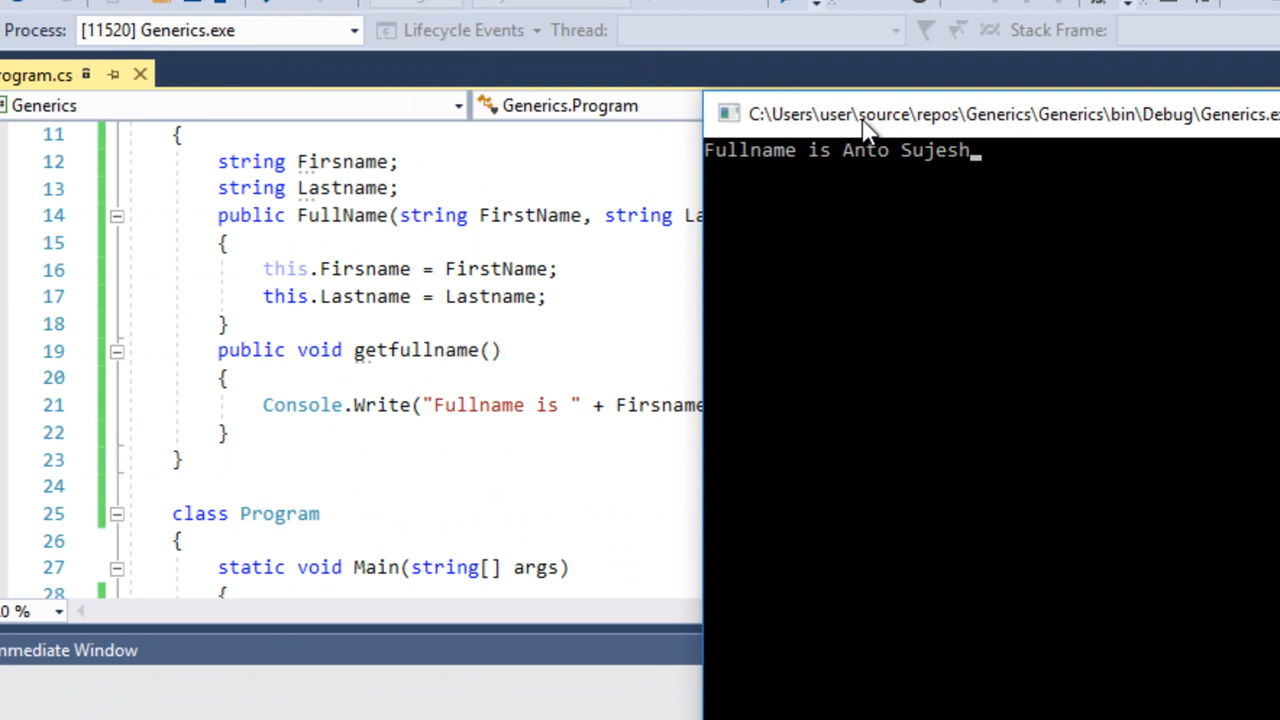 Process: [11520] Generics.exe Lifecycle Events Thread: Stack Frame:
rogram.cs
Generics Generics.Program
C:\Users\user\source\repos\Generics\Generics\bin\Debug\Generics.ex
Fullname is Anto Sujesh
11 {
12 string Firsname;
13 string Lastname;
14 public FullName(string FirstName, string La
15 {
16 this.Firsname = FirstName;
17 this.Lastname = Lastname;
18 }
19 public void getfullname()
20 {
21 Console.Write("Fullname is " + Firsname
22 }
23 }
24
25 class Program
26 {
27 static void Main(string[] args)
28 {
0 %
mmediate Window